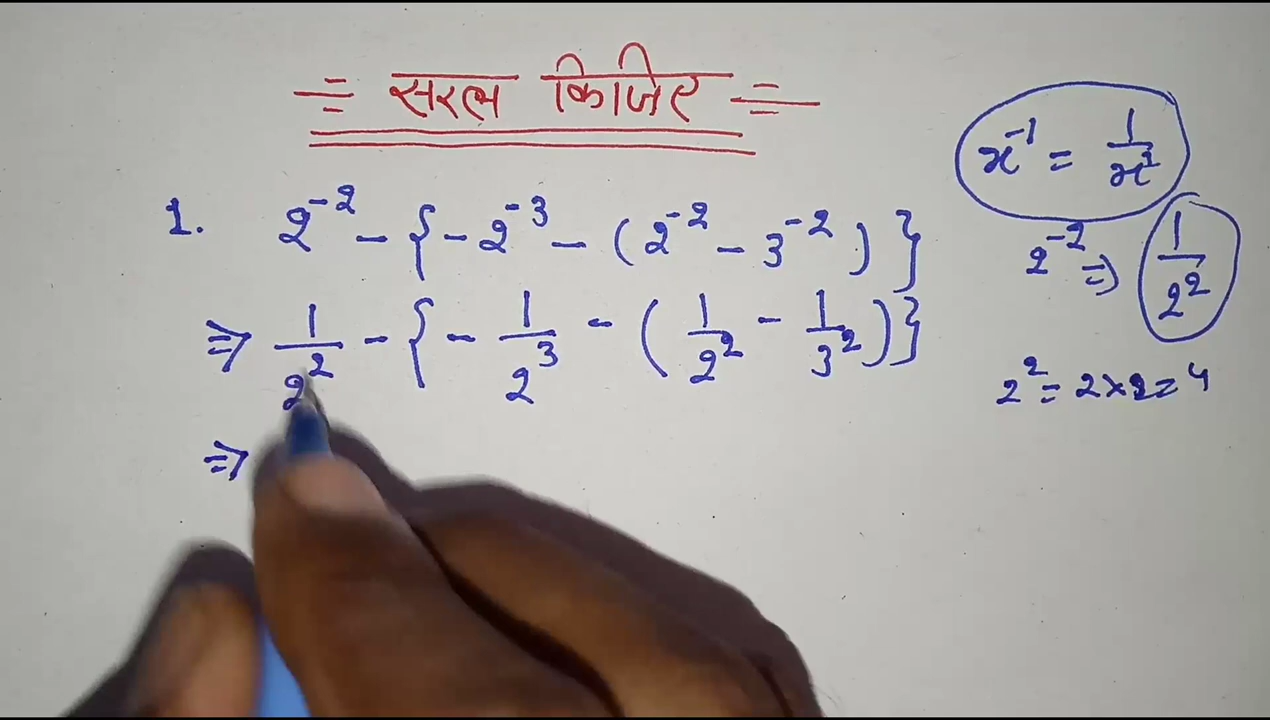 = सरल किजिए =
1. 2⁻² - { - 2⁻³ - ( 2⁻² - 3⁻² ) }
⇒ 1/2² - { - 1/2³ - ( 1/2² - 1/3² ) }
⇒
x⁻¹ = 1/x¹
2⁻² ⇒ 1/2²
2² = 2×2 = 4